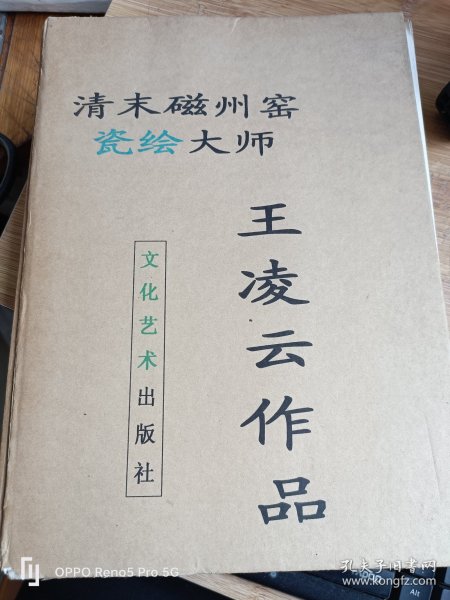 清末磁州窑
瓷绘大师
王凌云作品
文化艺术出版社
OPPO Reno5 Pro 5G
孔夫子旧书网
www.kongfz.com
Alt